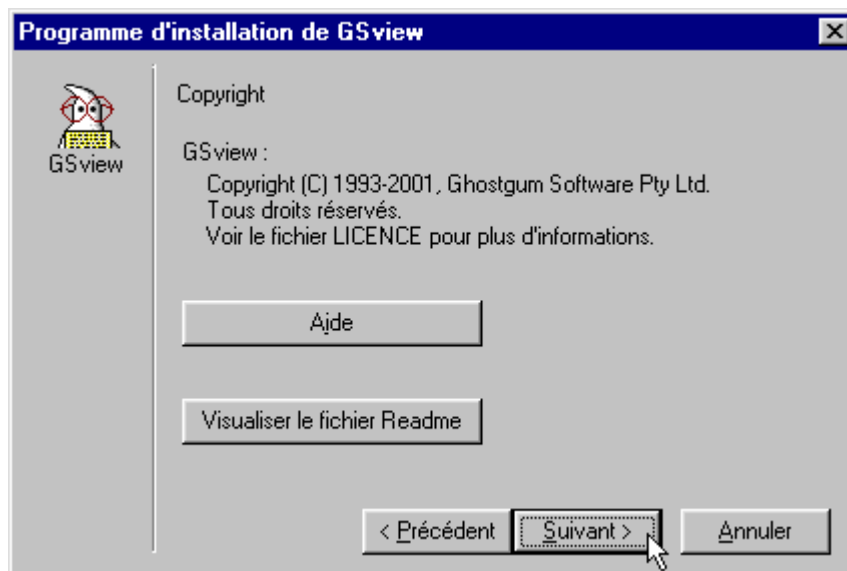 Programme d'installation de GSview
GSview
Copyright
GSview :
Copyright (C) 1993-2001, Ghostgum Software Pty Ltd.
Tous droits réservés.
Voir le fichier LICENCE pour plus d'informations.
Aide
Visualiser le fichier Readme
< Précédent
Suivant >
Annuler